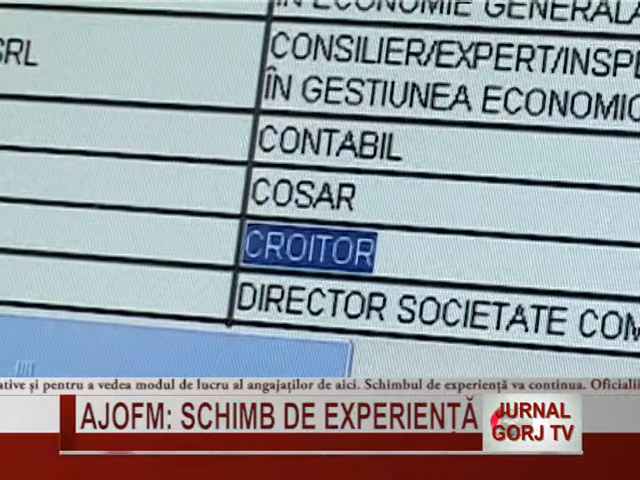 ÎN ECONOMIE GENERALĂ
SRL
CONSILIER/EXPERT/INSPE
ÎN GESTIUNEA ECONOMIC
CONTABIL
COSAR
CROITOR
DIRECTOR SOCIETATE COM
ative și pentru a vedea modul de lucru al angajaților de aici. Schimbul de experiență va continua. Oficialii
AJOFM: SCHIMB DE EXPERIENȚĂ
JURNAL
GORJ TV